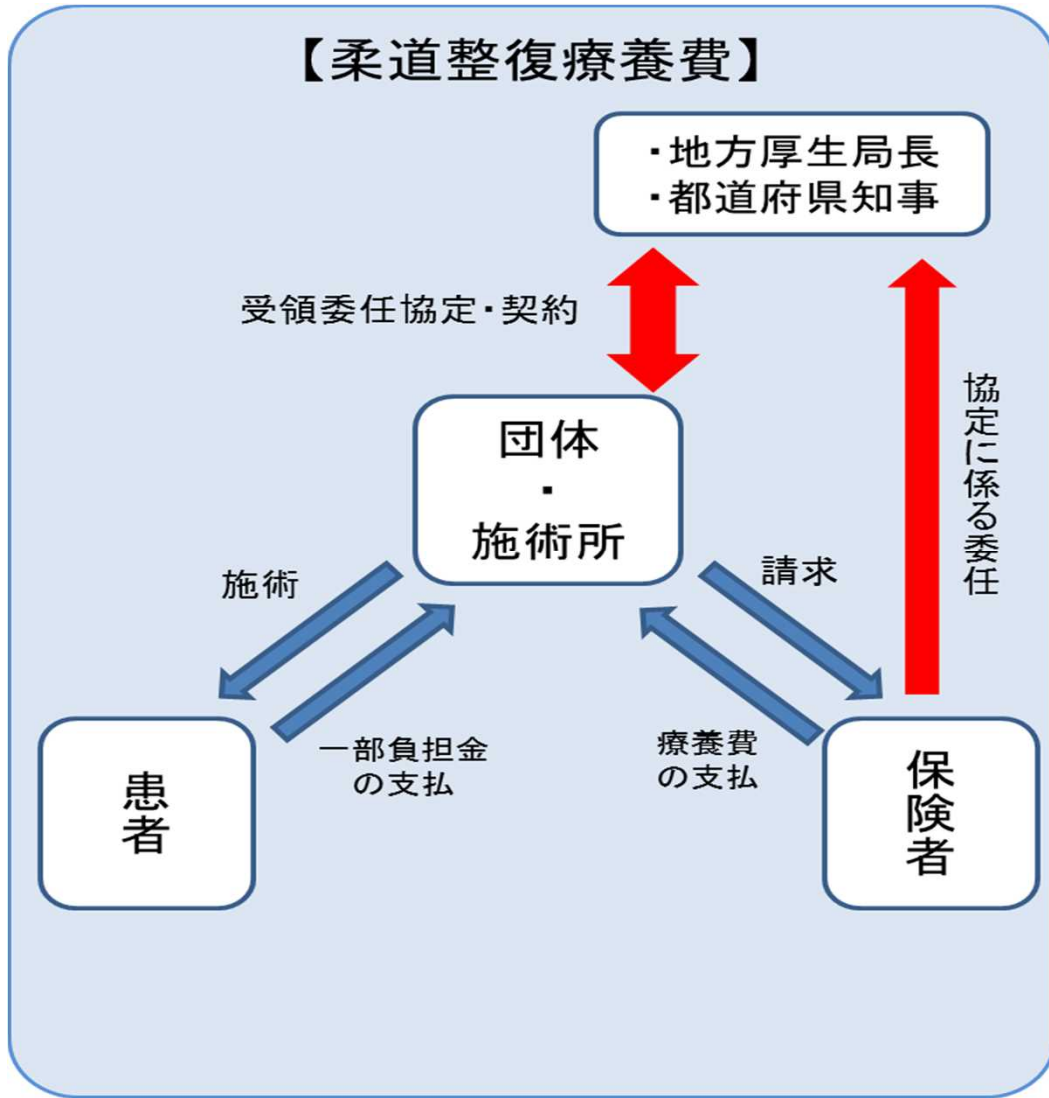 【柔道整復療養費】
・地方厚生局長
・都道府県知事
受領委任協定・契約
協定に係る委任
団体
・
施術所
施術
請求
一部負担金
の支払
療養費
の支払
患者
保険者